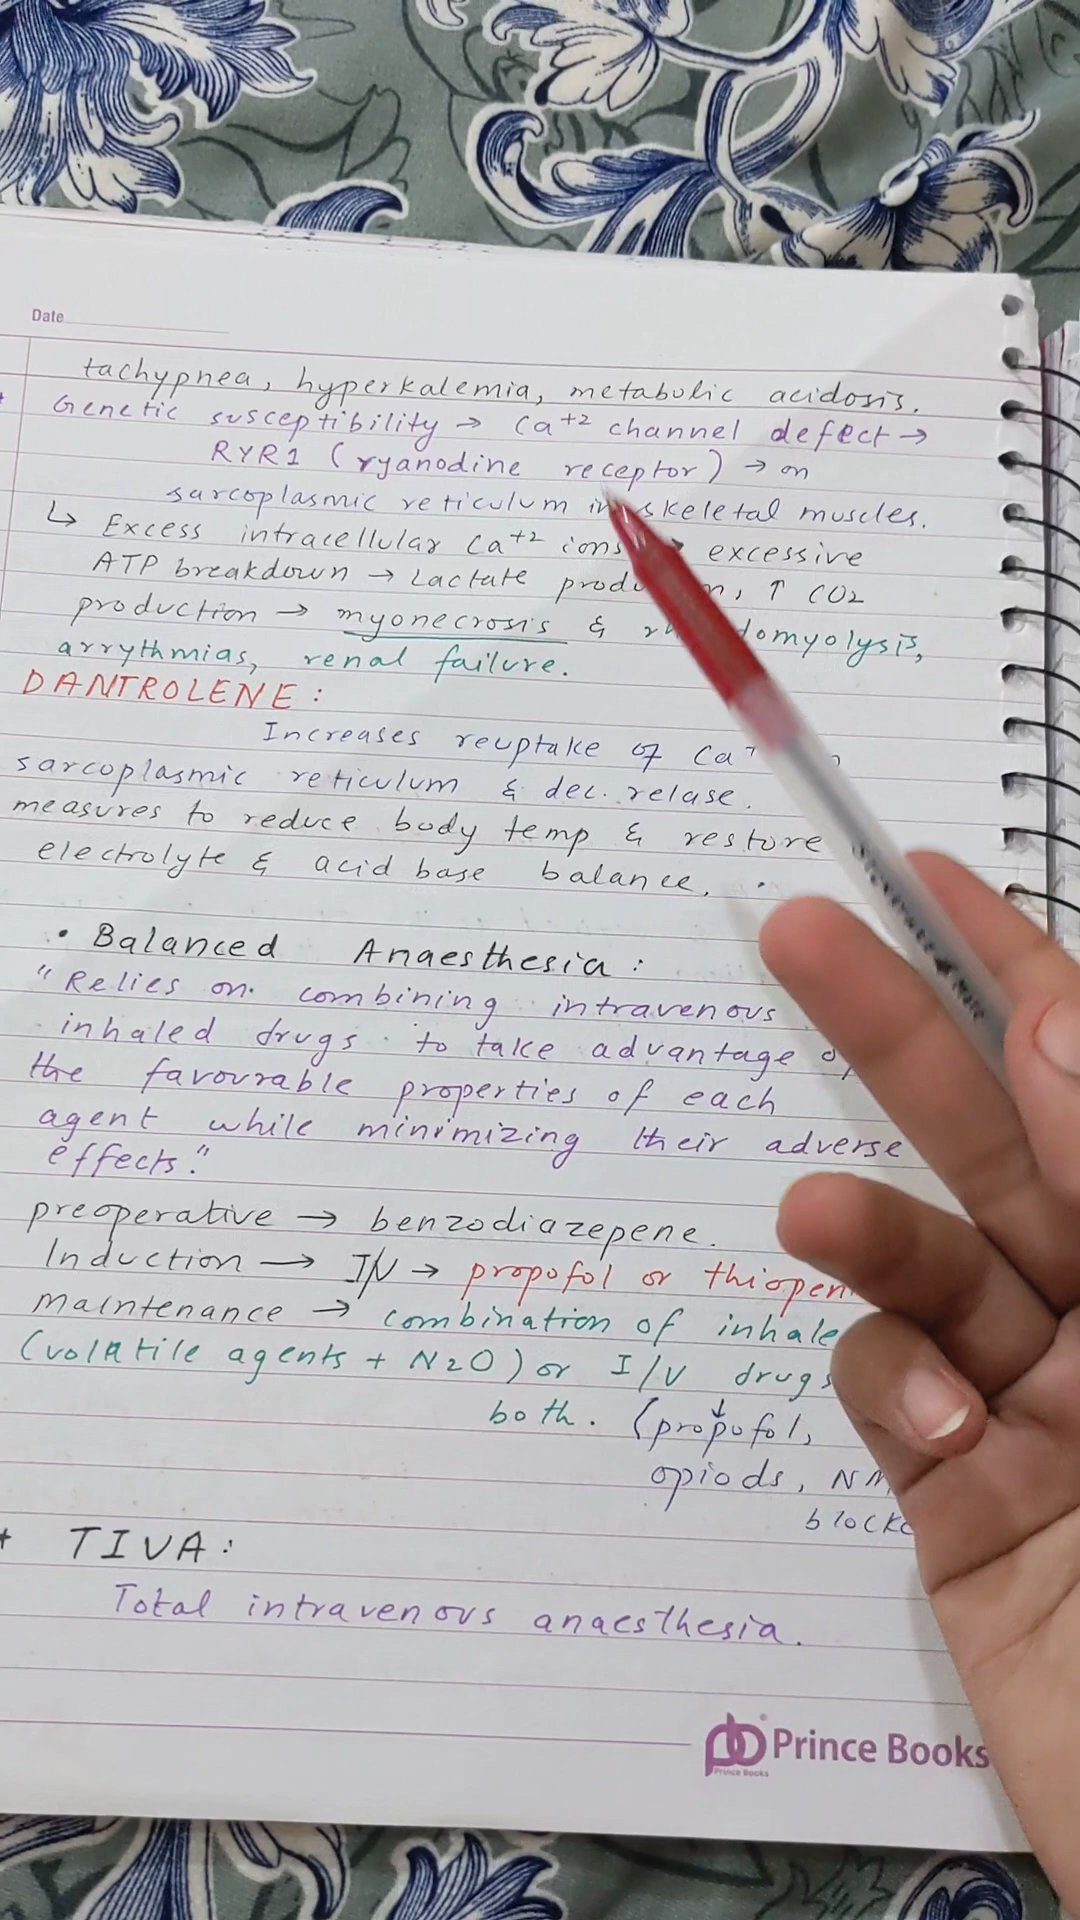 Date
tachypnea, hyperkalemia, metabolic acidosis.
Genetic susceptibility → Ca+2 channel defect →
RYR1 (ryanodine receptor) → on
sarcoplasmic reticulum in skeletal muscles.
↳ Excess intracellular Ca+2 ions → excessive
ATP breakdown → Lactate , ↑ CO2
production → myonecrosis &
arrythmias, renal failure.
DANTROLENE :
Increases reuptake of
sarcoplasmic reticulum & dec. relase.
measures to reduce body temp & restore
electrolyte & acid base balance.
• Balanced Anaesthesia :
"Relies on combining intravenous
inhaled drugs to take advantage
the favourable properties of each
agent while minimizing their adverse
effects."
preoperative → benzodiazepene.
Induction → I/V → propofol or
maintenance → combination of
(volatile agents + N2O) or I/V drugs
both. (propofol,
opiods,
TIVA :
Total intravenous anaesthesia.
pb Prince Books
Prince Books